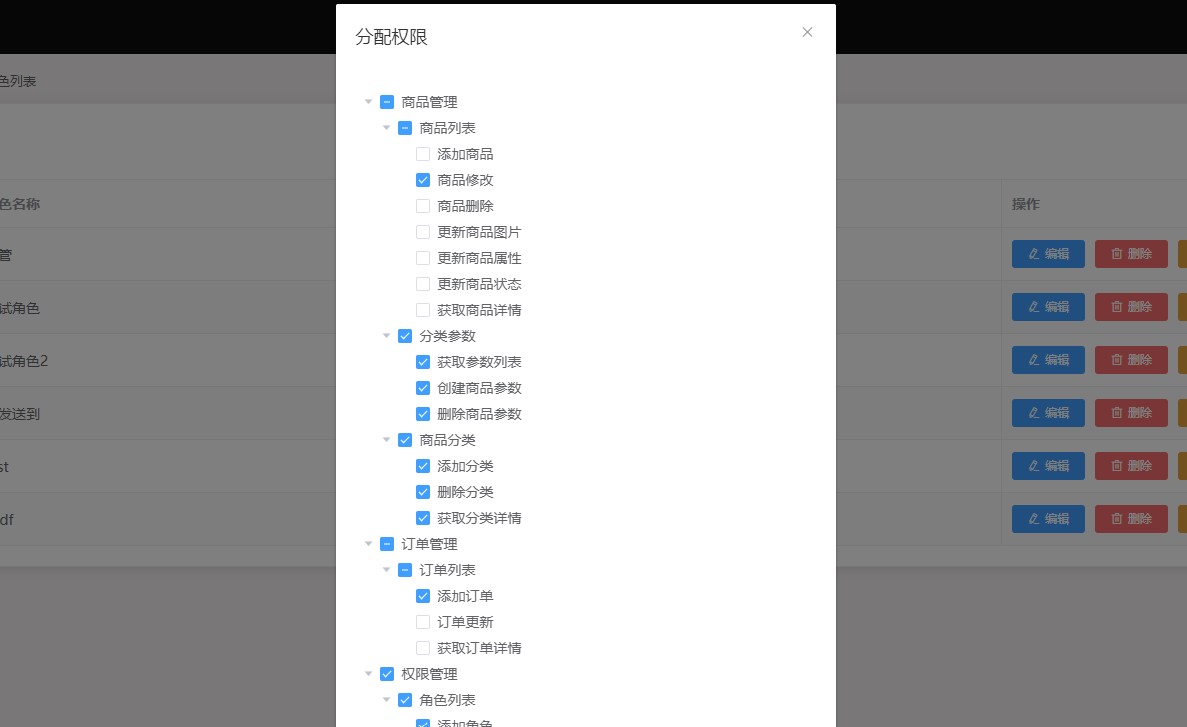 分配权限
色列表
商品管理
商品列表
添加商品
商品修改
商品删除
更新商品图片
更新商品属性
更新商品状态
获取商品详情
分类参数
获取参数列表
创建商品参数
删除商品参数
商品分类
添加分类
删除分类
获取分类详情
订单管理
订单列表
添加订单
订单更新
获取订单详情
权限管理
角色列表
添加角色
色名称
操作
管
编辑 删除
试角色
编辑 删除
试角色2
编辑 删除
发送到
编辑 删除
st
编辑 删除
df
编辑 删除